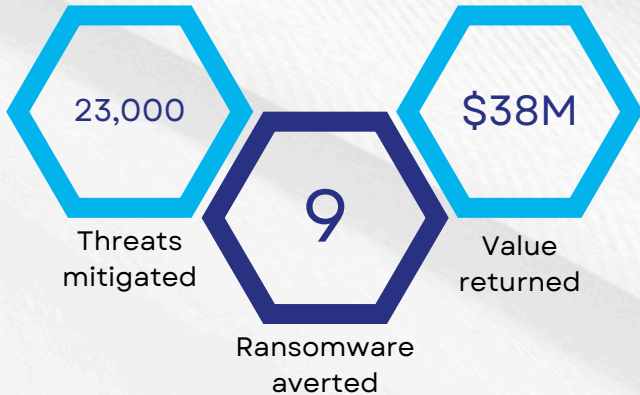 23,000
Threats
mitigated
9
Ransomware
averted
$38M
Value
returned